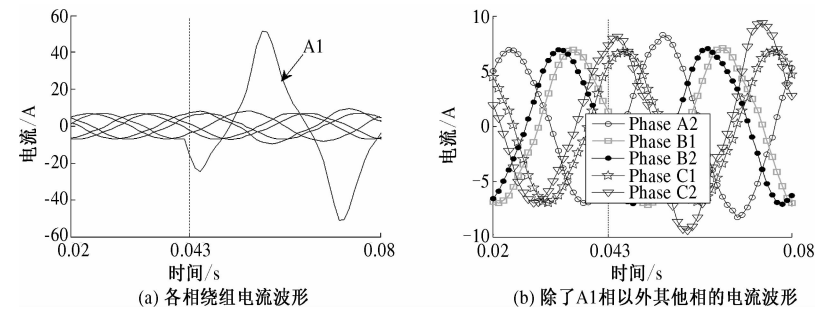 60
40
20
0
-20
-40
-60
电流/A
A1
0.02
0.043
0.08
时间/s
(a) 各相绕组电流波形
10
5
0
-5
-10
电流/A
Phase A2
Phase B1
Phase B2
Phase C1
Phase C2
0.02
0.043
0.08
时间/s
(b) 除了A1相以外其他相的电流波形